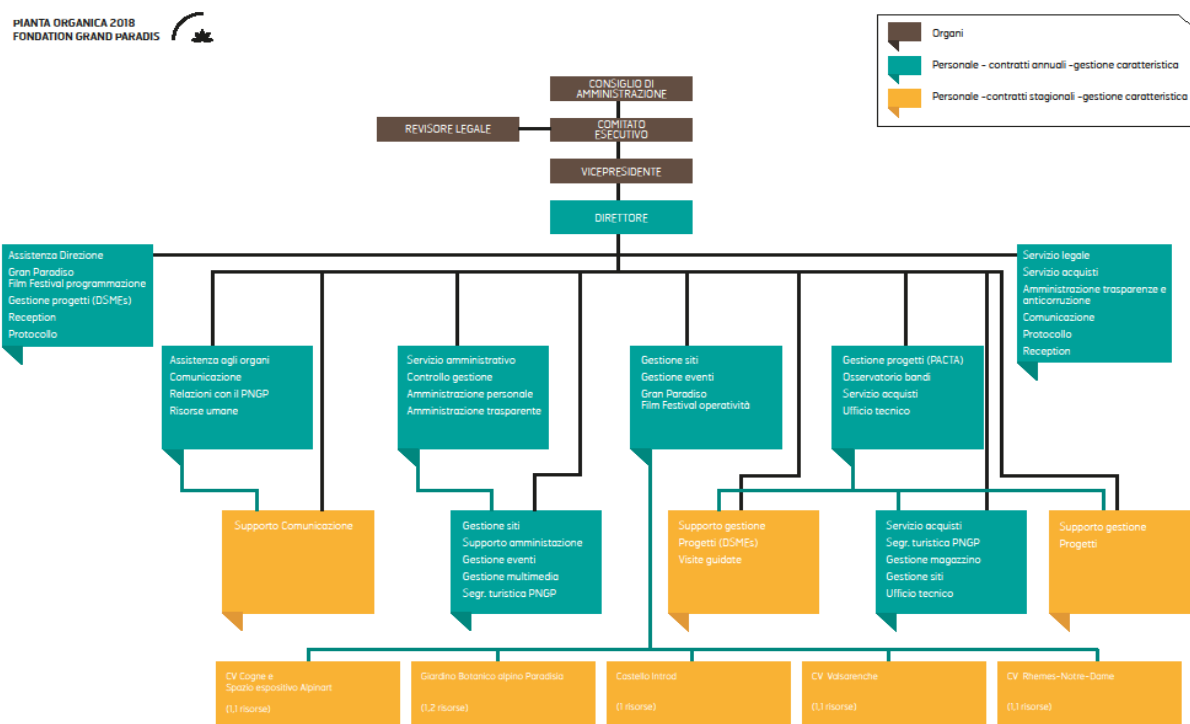 PIANTA ORGANICA 2018
FONDATION GRAND PARADIS
Organi
Personale - contratti annuali -gestione caratteristica
Personale -contratti stagionali -gestione caratteristica
CONSIGLIO DI
AMMINISTRAZIONE
REVISORE LEGALE
COMITATO
ESECUTIVO
VICEPRESIDENTE
DIRETTORE
Assistenza Direzione
Gran Paradiso
Film Festival programmazione
Gestione progetti (DSMEs)
Reception
Protocollo
Servizio legale
Servizio acquisti
Amministrazione trasparenze e
anticorruzione
Comunicazione
Protocollo
Reception
Assistenza agli organi
Comunicazione
Relazioni con il PNGP
Risorse umane
Servizio amministrativo
Controllo gestione
Amministrazione personale
Amministrazione trasparente
Gestione siti
Gestione eventi
Gran Paradiso
Film Festival operatività
Gestione progetti (PACTA)
Osservatorio bandi
Servizio acquisti
Ufficio tecnico
Supporto Comunicazione
Gestione siti
Supporto amministazione
Gestione eventi
Gestione multimedia
Segr. turistica PNGP
Supporto gestione
Progetti (DSMEs)
Visite guidate
Servizio acquisti
Segr. turistica PNGP
Gestione magazzino
Gestione siti
Ufficio tecnico
Supporto gestione
Progetti
CV Cogne e
Spazio espositivo Alpinart
(1,1 risorse)
Giardino Botanico alpino Paradisia
(1,2 risorse)
Castello Introd
(1 risorse)
CV Valsarenche
(1,1 risorse)
CV Rhemes-Notre-Dame
(1,1 risorse)